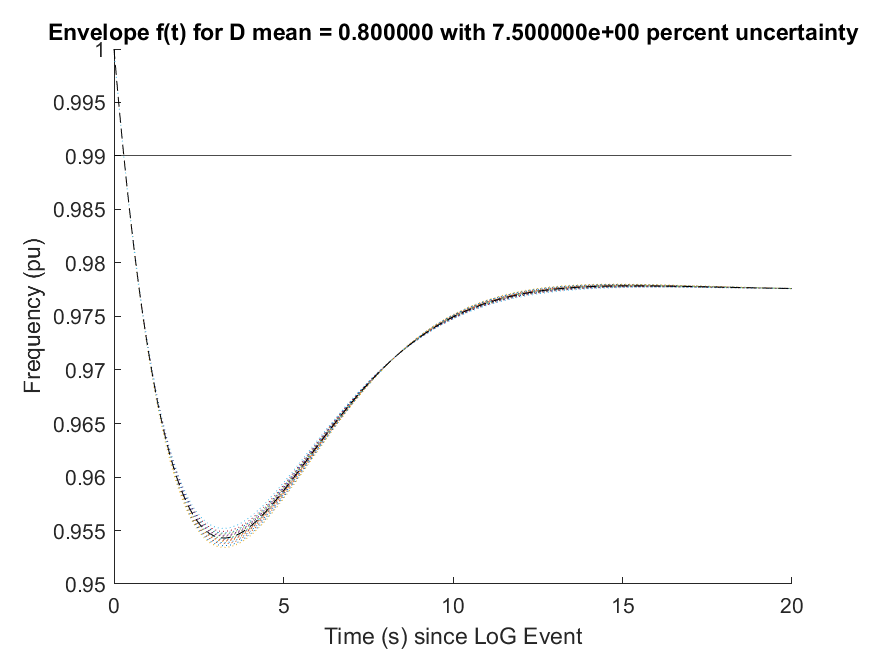 Envelope f(t) for D mean = 0.800000 with 7.500000e+00 percent uncertainty
1
0.995
0.99
0.985
0.98
0.975
0.97
0.965
0.96
0.955
0.95
Frequency (pu)
0 5 10 15 20
Time (s) since LoG Event